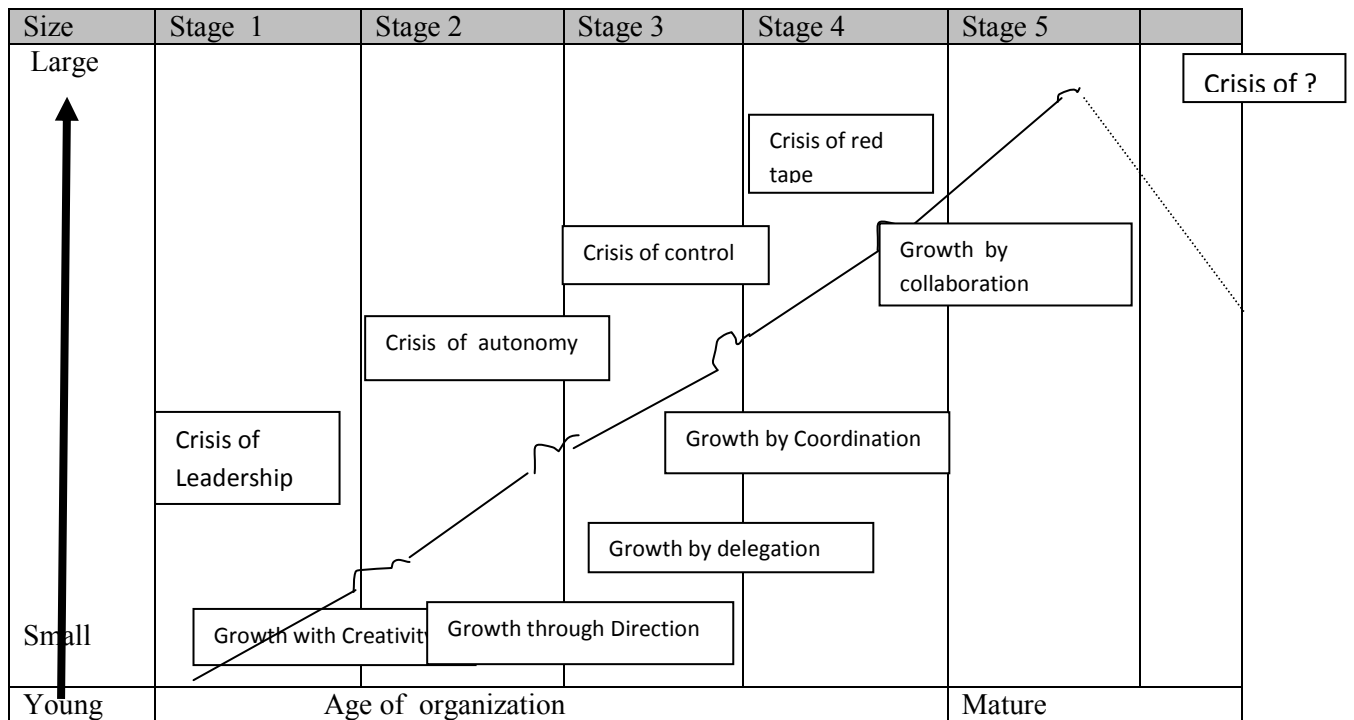 Size Stage 1 Stage 2 Stage 3 Stage 4 Stage 5
Large
Crisis of ?
Crisis of red
tape
Crisis of control
Growth by
collaboration
Crisis of autonomy
Crisis of
Leadership
Growth by Coordination
Growth by delegation
Small
Growth with Creativity
Growth through Direction
Young Age of organization Mature